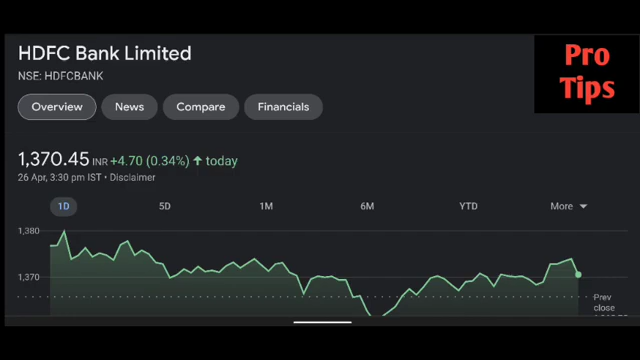 HDFC Bank Limited
NSE: HDFCBANK
Pro
Tips
Overview News Compare Financials
1,370.45 INR +4.70 (0.34%) ↑ today
26 Apr, 3:30 pm IST • Disclaimer
1D 5D 1M 6M YTD More
1,380
1,370
Prev
close